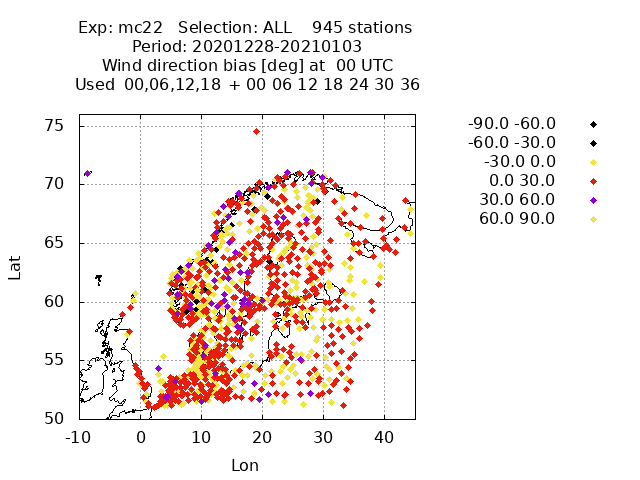 Exp: mc22 Selection: ALL 945 stations
Period: 20201228-20210103
Wind direction bias [deg] at 00 UTC
Used 00,06,12,18 + 00 06 12 18 24 30 36
-90.0 -60.0
-60.0 -30.0
-30.0 0.0
0.0 30.0
30.0 60.0
60.0 90.0
75
70
65
60
55
50
Lat
-10 0 10 20 30 40
Lon